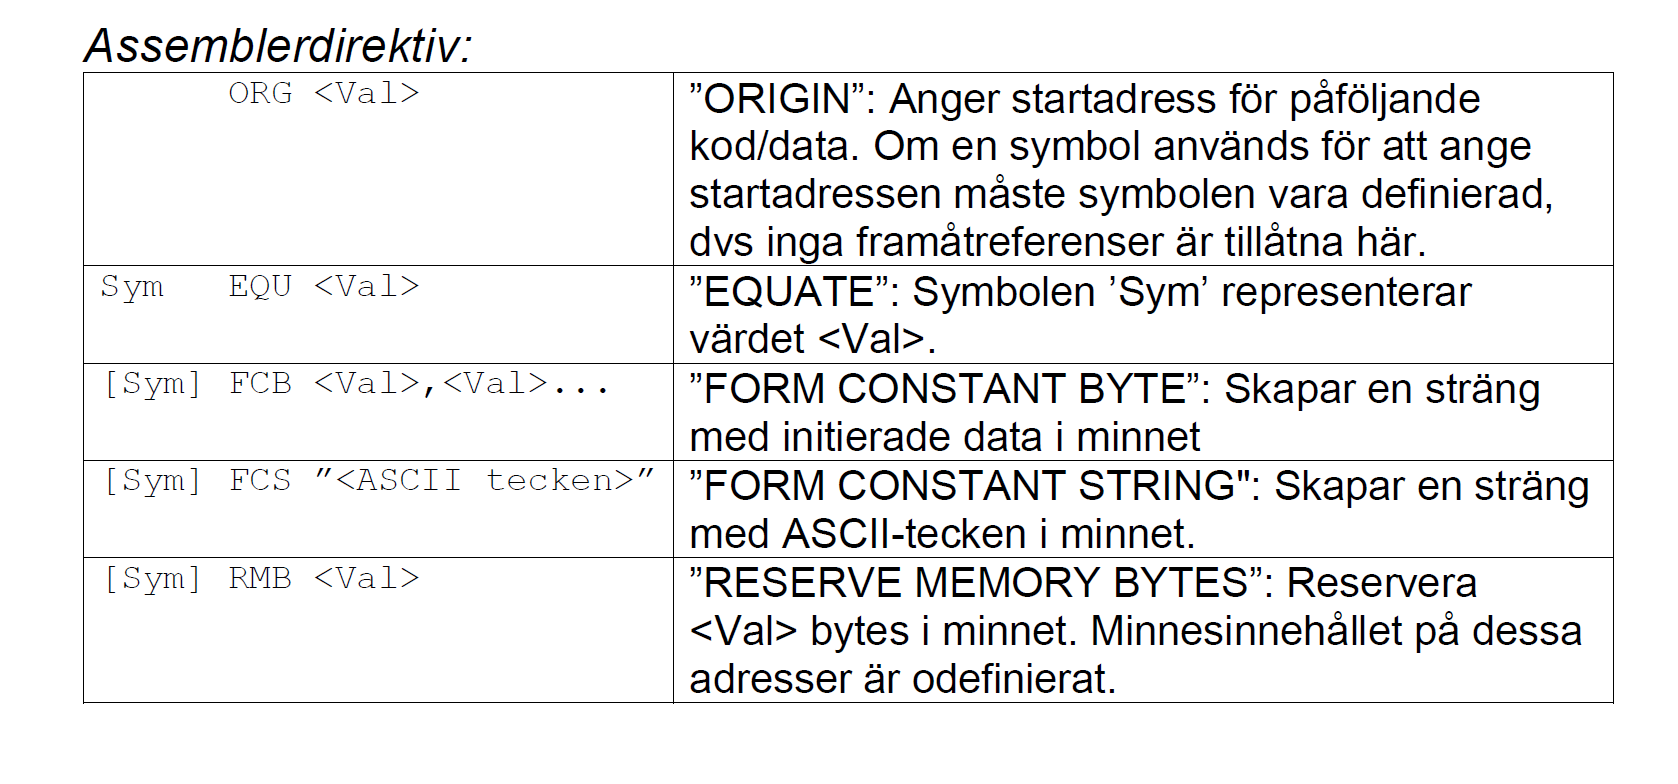 Assemblerdirektiv:
ORG <Val>
”ORIGIN”: Anger startadress för påföljande
kod/data. Om en symbol används för att ange
startadressen måste symbolen vara definierad,
dvs inga framåtreferenser är tillåtna här.
Sym EQU <Val>
”EQUATE”: Symbolen ’Sym’ representerar
värdet <Val>.
[Sym] FCB <Val>,<Val>...
”FORM CONSTANT BYTE”: Skapar en sträng
med initierade data i minnet
[Sym] FCS ”<ASCII tecken>”
”FORM CONSTANT STRING": Skapar en sträng
med ASCII-tecken i minnet.
[Sym] RMB <Val>
”RESERVE MEMORY BYTES”: Reservera
<Val> bytes i minnet. Minnesinnehållet på dessa
adresser är odefinierat.